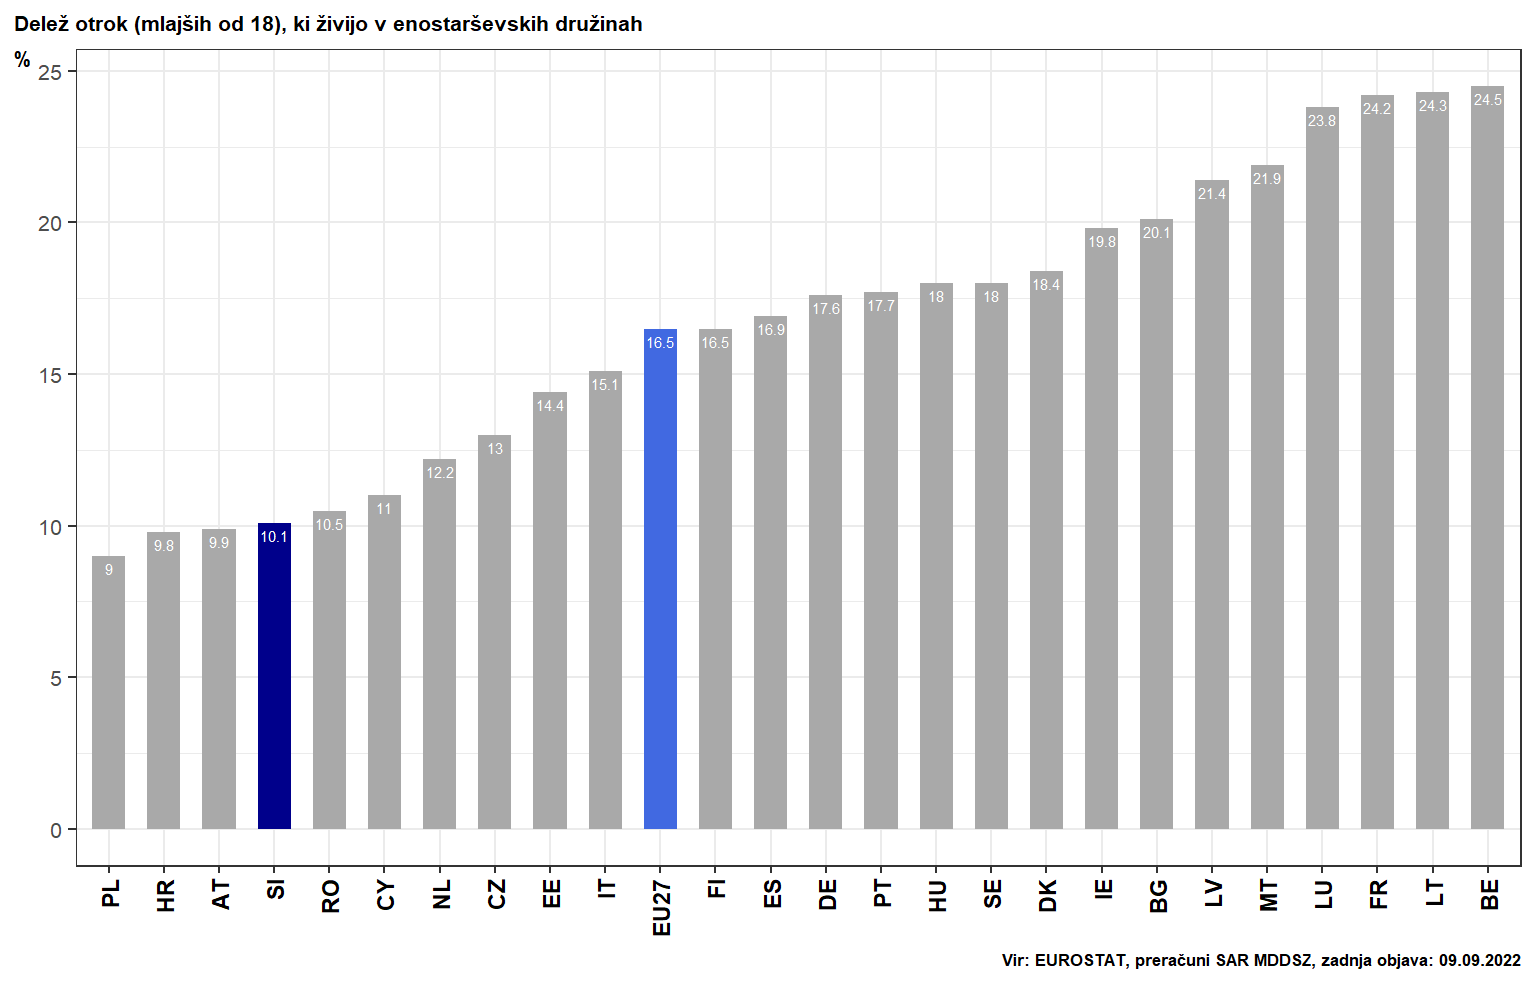 Delež otrok (mlajših od 18), ki živijo v enostarševskih družinah
%
25
20
15
10
5
0
9
9.8
9.9
10.1
10.5
11
12.2
13
14.4
15.1
16.5
16.5
16.9
17.6
17.7
18
18
18.4
19.8
20.1
21.4
21.9
23.8
24.2
24.3
24.5
PL
HR
AT
SI
RO
CY
NL
CZ
EE
IT
EU27
FI
ES
DE
PT
HU
SE
DK
IE
BG
LV
MT
LU
FR
LT
BE
Vir: EUROSTAT, preračuni SAR MDDSZ, zadnja objava: 09.09.2022